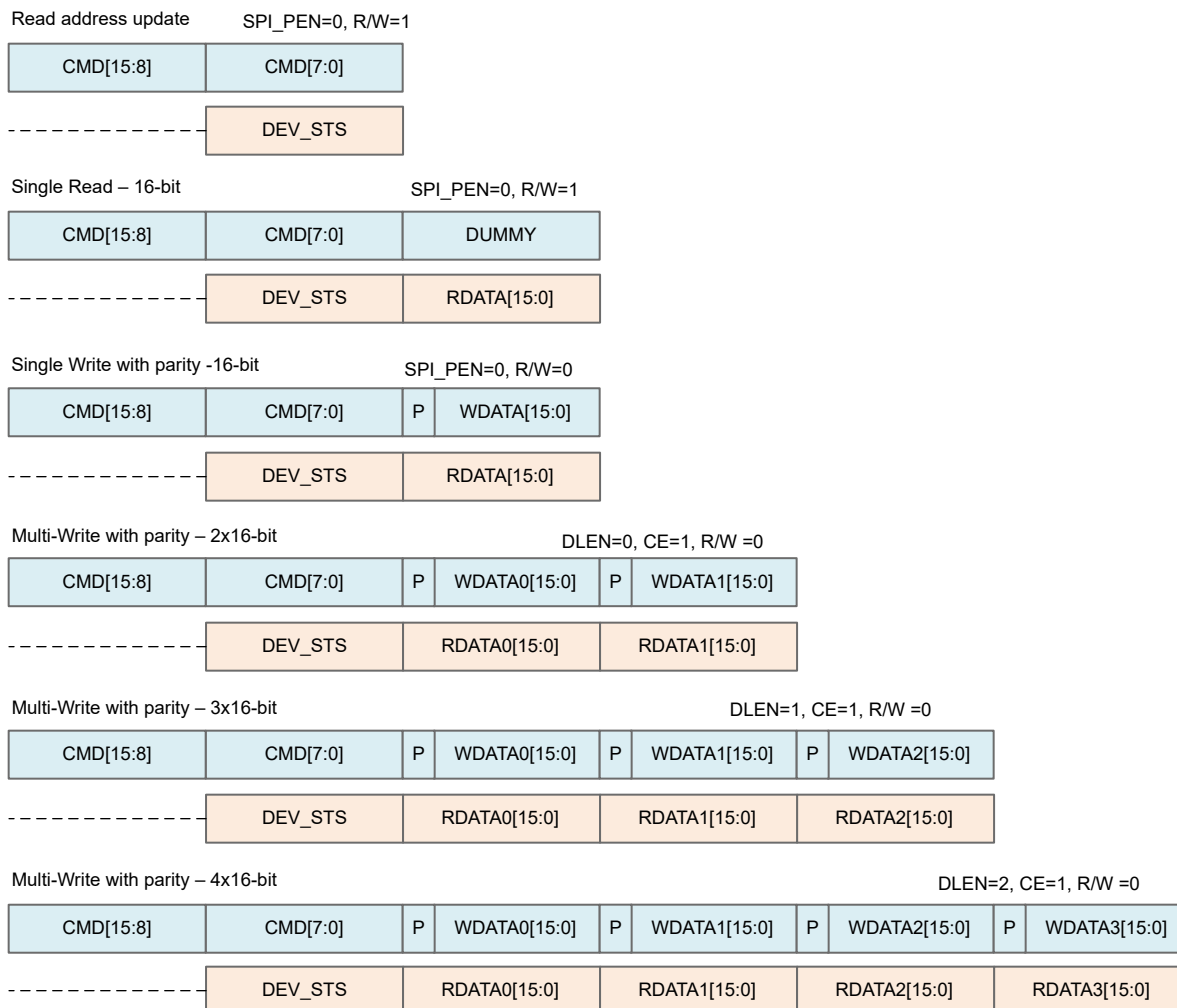 Read address update SPI_PEN=0, R/W=1
CMD[15:8] CMD[7:0]
DEV_STS
Single Read – 16-bit SPI_PEN=0, R/W=1
CMD[15:8] CMD[7:0] DUMMY
DEV_STS RDATA[15:0]
Single Write with parity -16-bit SPI_PEN=0, R/W=0
CMD[15:8] CMD[7:0] P WDATA[15:0]
DEV_STS RDATA[15:0]
Multi-Write with parity – 2x16-bit DLEN=0, CE=1, R/W =0
CMD[15:8] CMD[7:0] P WDATA0[15:0] P WDATA1[15:0]
DEV_STS RDATA0[15:0] RDATA1[15:0]
Multi-Write with parity – 3x16-bit DLEN=1, CE=1, R/W =0
CMD[15:8] CMD[7:0] P WDATA0[15:0] P WDATA1[15:0] P WDATA2[15:0]
DEV_STS RDATA0[15:0] RDATA1[15:0] RDATA2[15:0]
Multi-Write with parity – 4x16-bit DLEN=2, CE=1, R/W =0
CMD[15:8] CMD[7:0] P WDATA0[15:0] P WDATA1[15:0] P WDATA2[15:0] P WDATA3[15:0]
DEV_STS RDATA0[15:0] RDATA1[15:0] RDATA2[15:0] RDATA3[15:0]